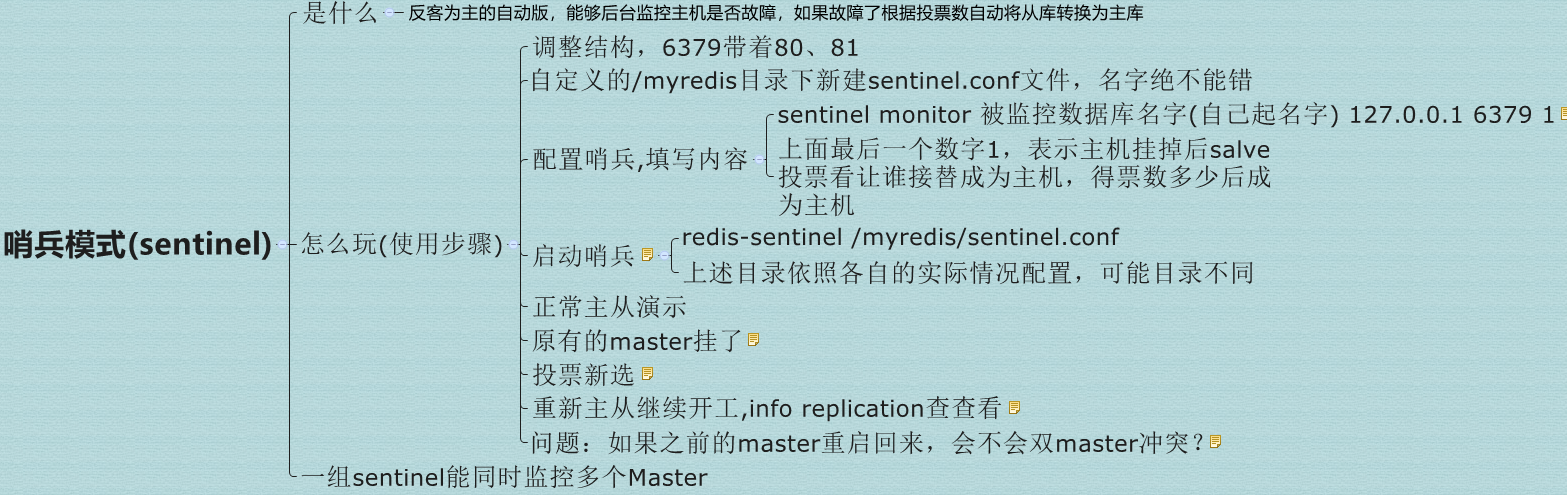 是什么
反客为主的自动版，能够后台监控主机是否故障，如果故障了根据投票数自动将从库转换为主库
调整结构，6379带着80、81
自定义的/myredis目录下新建sentinel.conf文件，名字绝不能错
sentinel monitor 被监控数据库名字(自己起名字) 127.0.0.1 6379 1
配置哨兵,填写内容
上面最后一个数字1，表示主机挂掉后salve
投票看让谁接替成为主机，得票数多少后成
为主机
哨兵模式(sentinel)
怎么玩(使用步骤)
启动哨兵
redis-sentinel /myredis/sentinel.conf
上述目录依照各自的实际情况配置，可能目录不同
正常主从演示
原有的master挂了
投票新选
重新主从继续开工,info replication查查看
问题：如果之前的master重启回来，会不会双master冲突？
一组sentinel能同时监控多个Master